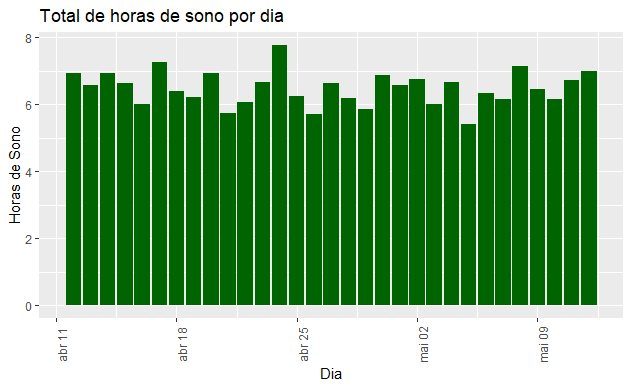 Total de horas de sono por dia
Horas de Sono
8
6
4
2
0
abr 11
abr 18
abr 25
mai 02
mai 09
Dia